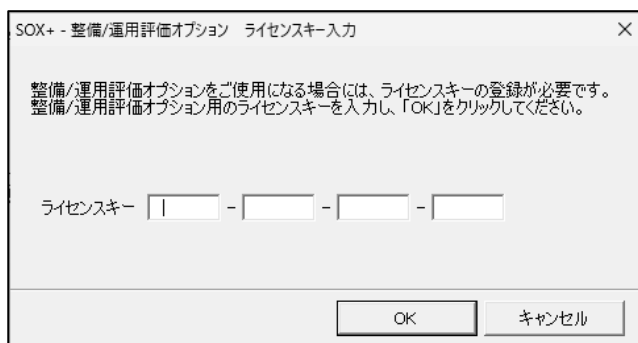 SOX+ - 整備/運用評価オプション　ライセンスキー入力
整備/運用評価オプションをご使用になる場合には、ライセンスキーの登録が必要です。
整備/運用評価オプション用のライセンスキーを入力し、「OK」をクリックしてください。
ライセンスキー - - -
OK キャンセル